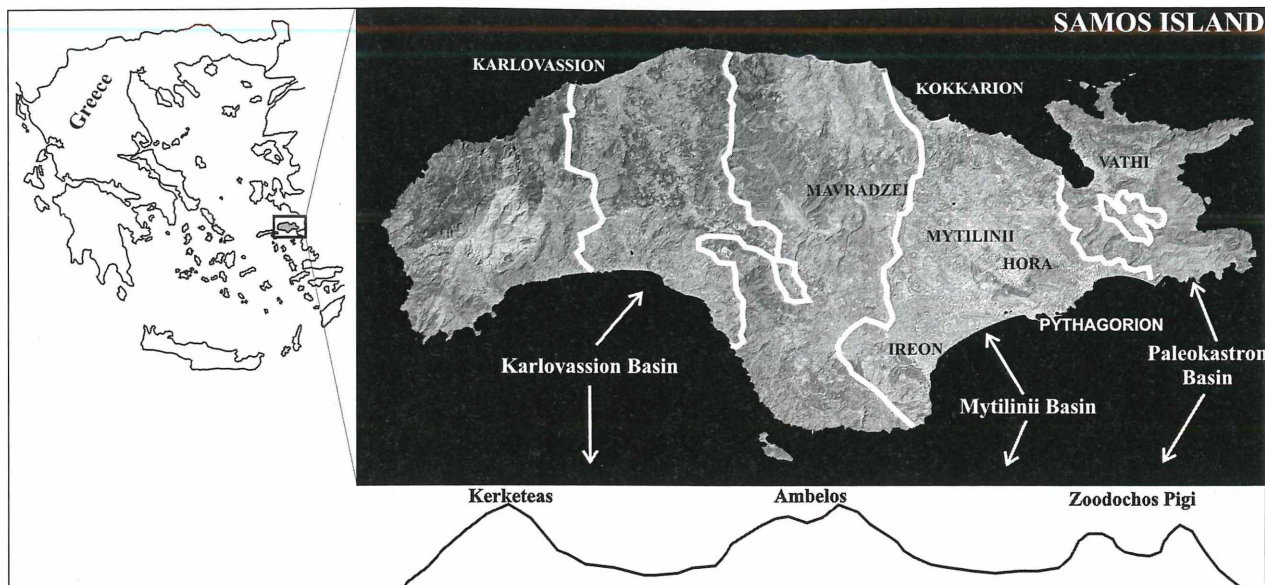 SAMOS ISLAND
Greece
KARLOVASSION
KOKKARION
VATHI
MAVRADZEI
MYTILINII
HORA
PYTHAGORION
IREON
Karlovassion Basin
Mytilinii Basin
Paleokastron
Basin
Kerketeas
Ambelos
Zoodochos Pigi